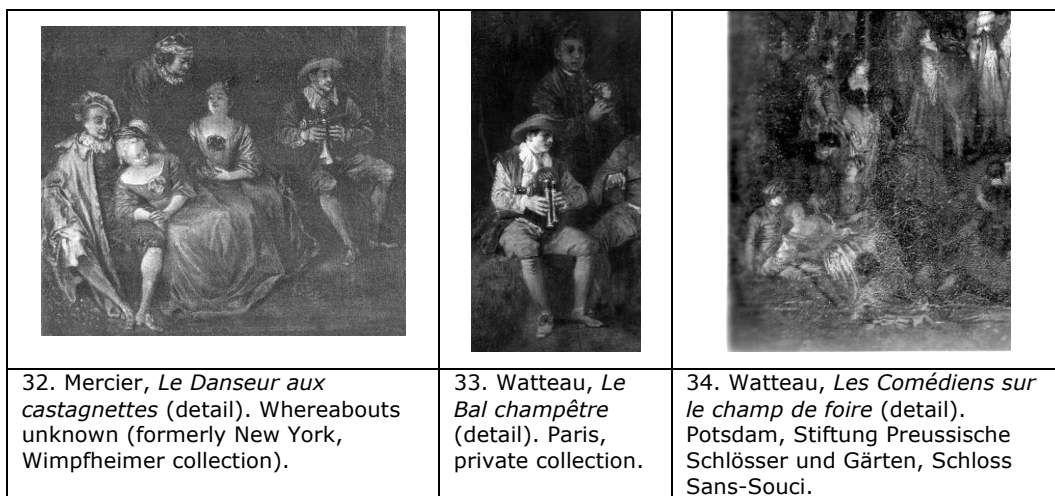 32. Mercier, Le Danseur aux
castagnettes (detail). Whereabouts
unknown (formerly New York,
Wimpfheimer collection).
33. Watteau, Le
Bal champêtre
(detail). Paris,
private collection.
34. Watteau, Les Comédiens sur
le champ de foire (detail).
Potsdam, Stiftung Preussische
Schlösser und Gärten, Schloss
Sans-Souci.